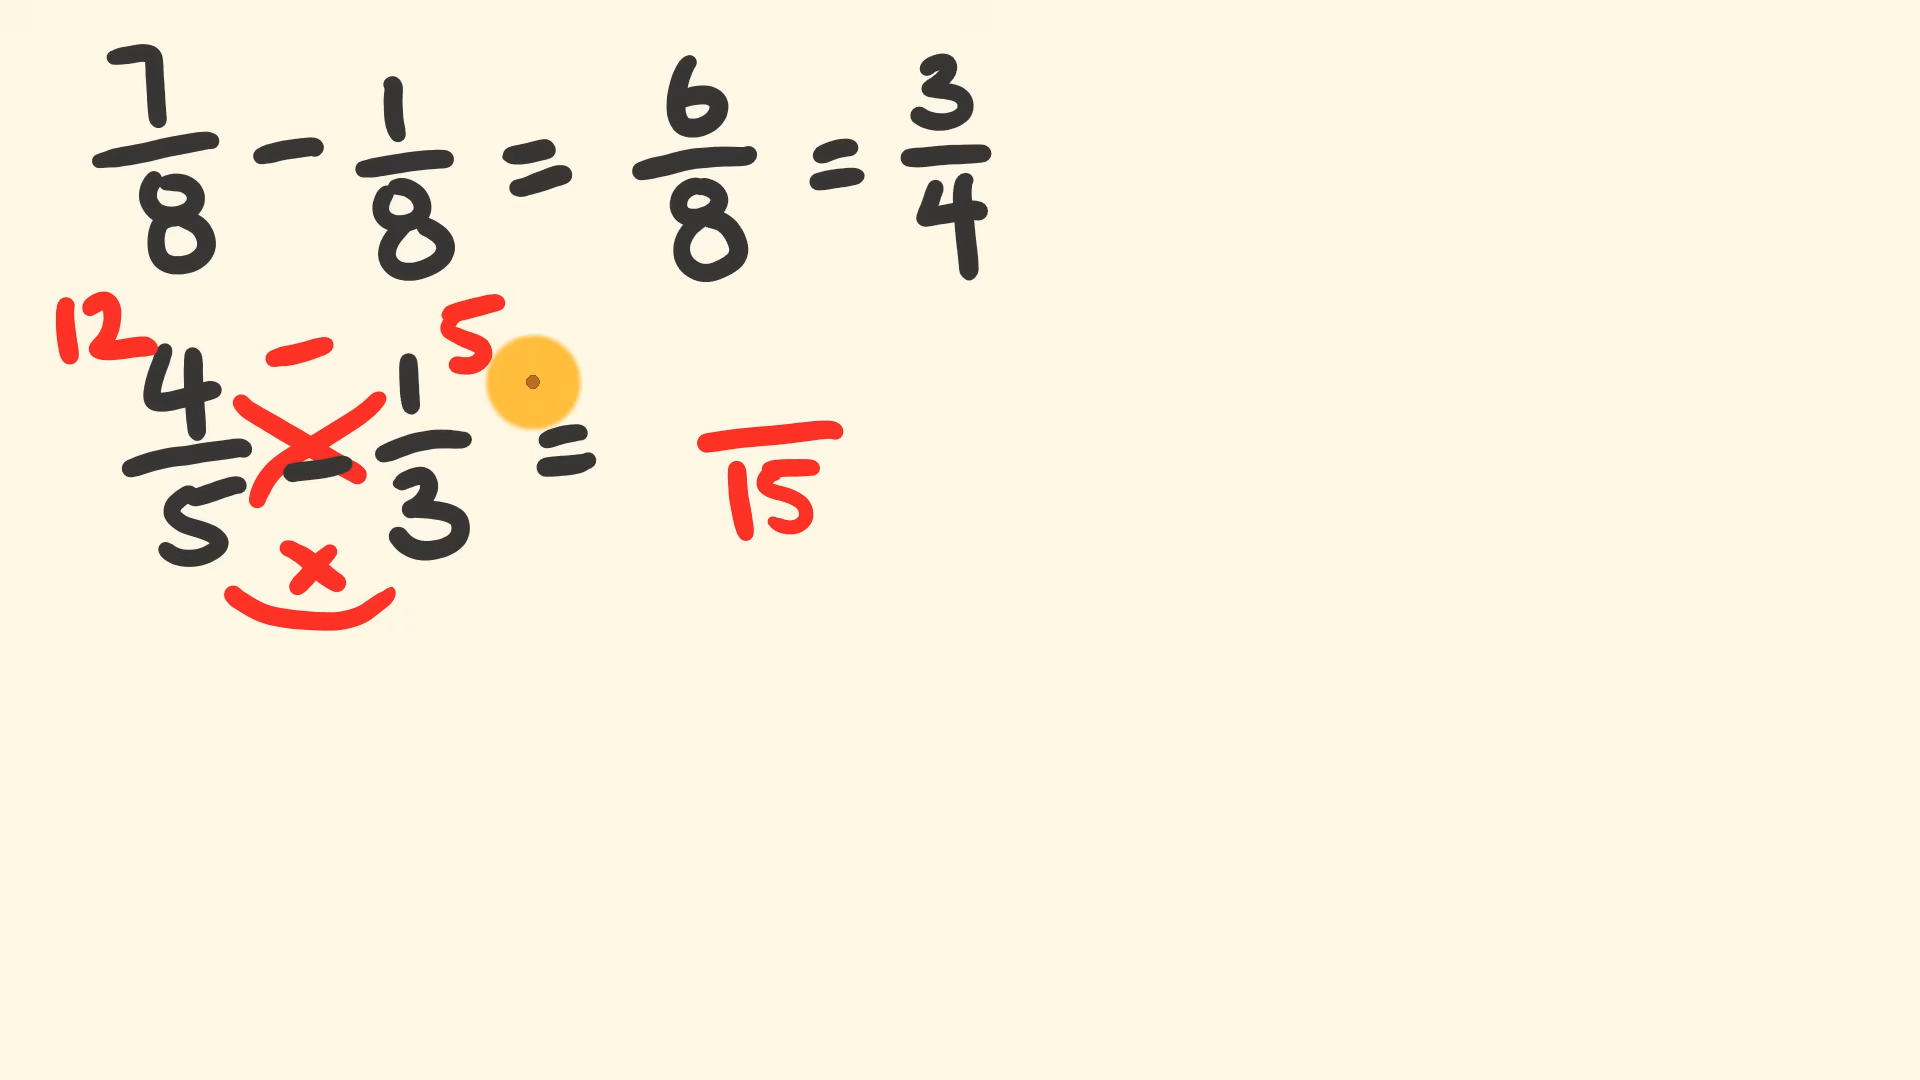 7/8 - 1/8 = 6/8 = 3/4
12 - 5
4/5 - 1/3 = /15
×